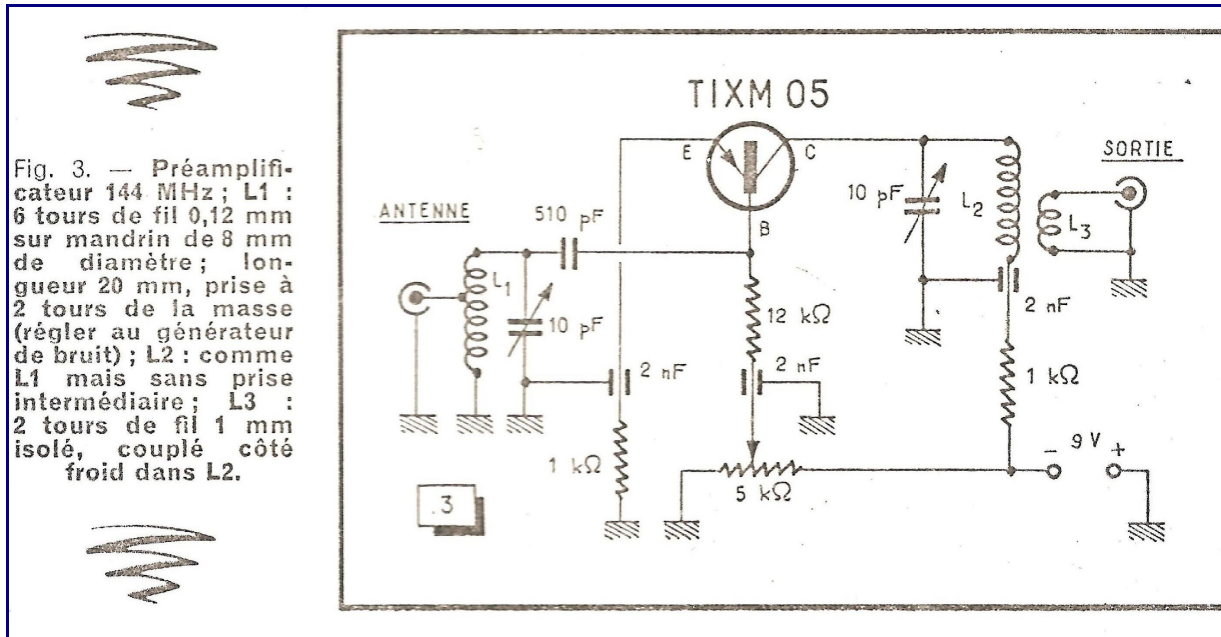 Fig. 3. — Préamplifi-
cateur 144 MHz ; L1 :
6 tours de fil 0,12 mm
sur mandrin de 8 mm
de diamètre ; lon-
gueur 20 mm, prise à
2 tours de la masse
(régler au générateur
de bruit) ; L2 : comme
L1 mais sans prise
intermédiaire ; L3 :
2 tours de fil 1 mm
isolé, couplé côté
froid dans L2.
TIXM 05
E
C
B
ANTENNE
510 pF
L1
10 pF
2 nF
1 kΩ
12 kΩ
2 nF
5 kΩ
10 pF
L2
L3
SORTIE
2 nF
1 kΩ
- 9 V +
3